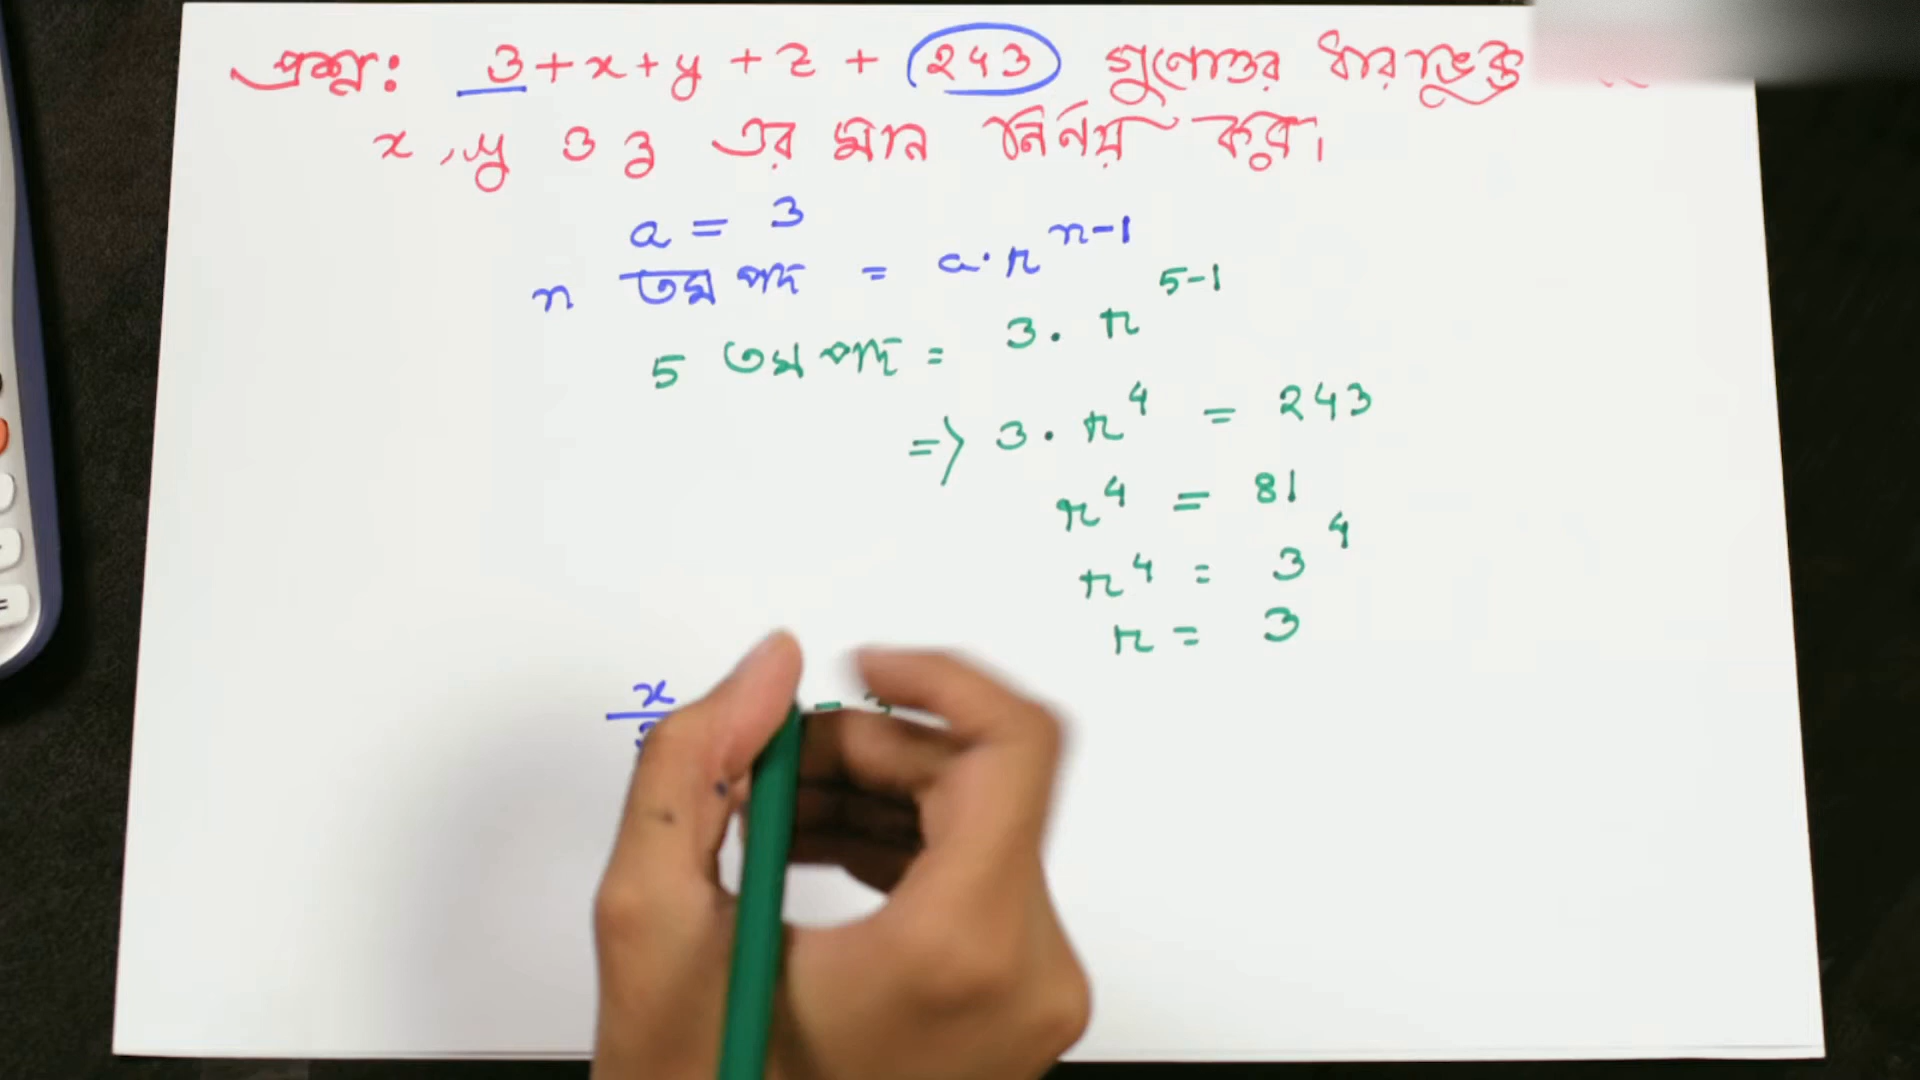 প্রশ্ন: 3+x+y+z+ 243 গুণোত্তর ধারাভুক্ত
x, y ও z এর মান নির্ণয় কর।
a = 3
n তম পদ = a·r^n-1
5 তম পদ = 3. r^5-1
=> 3. r^4 = 243
r^4 = 81
r^4 = 3^4
r = 3
x